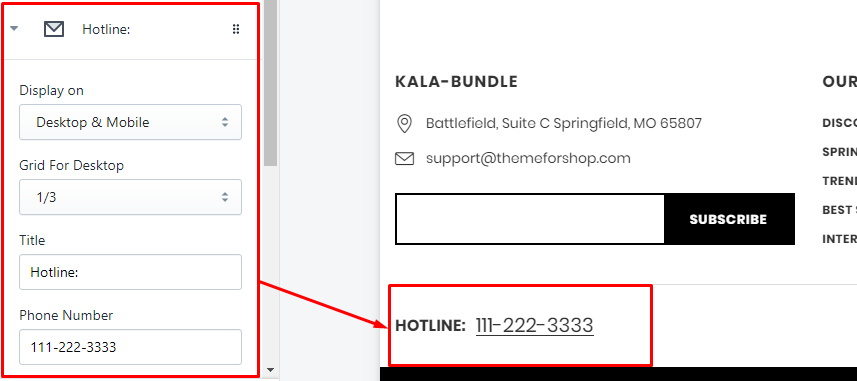 Hotline:
Display on
Desktop & Mobile
Grid For Desktop
1/3
Title
Hotline:
Phone Number
111-222-3333
KALA-BUNDLE
Battlefield, Suite C Springfield, MO 65807
support@themeforshop.com
SUBSCRIBE
HOTLINE: 111-222-3333
OUR
DISCO
SPRIN
TREND
BEST S
INTER